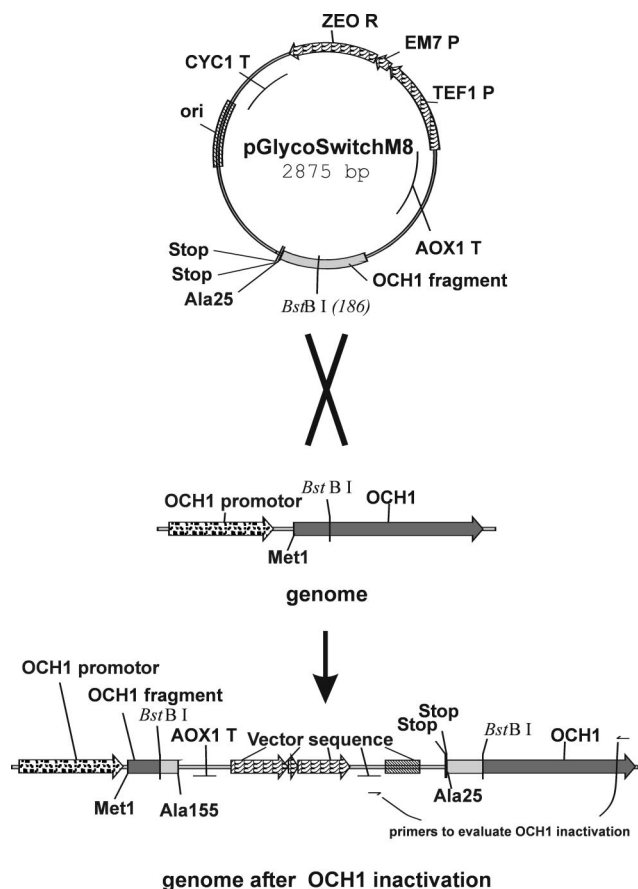 ZEO R
EM7 P
CYC1 T
TEF1 P
ori
pGlycoSwitchM8
2875 bp
AOX1 T
Stop
Stop
OCH1 fragment
Ala25
BstB I (186)
Bst B I
OCH1 promotor
OCH1
Met1
genome
OCH1 promotor
OCH1 fragment
Stop
BstB I
AOX1 T
Vector sequence
Stop
BstB I
OCH1
Met1
Ala155
Ala25
primers to evaluate OCH1 inactivation
genome after OCH1 inactivation